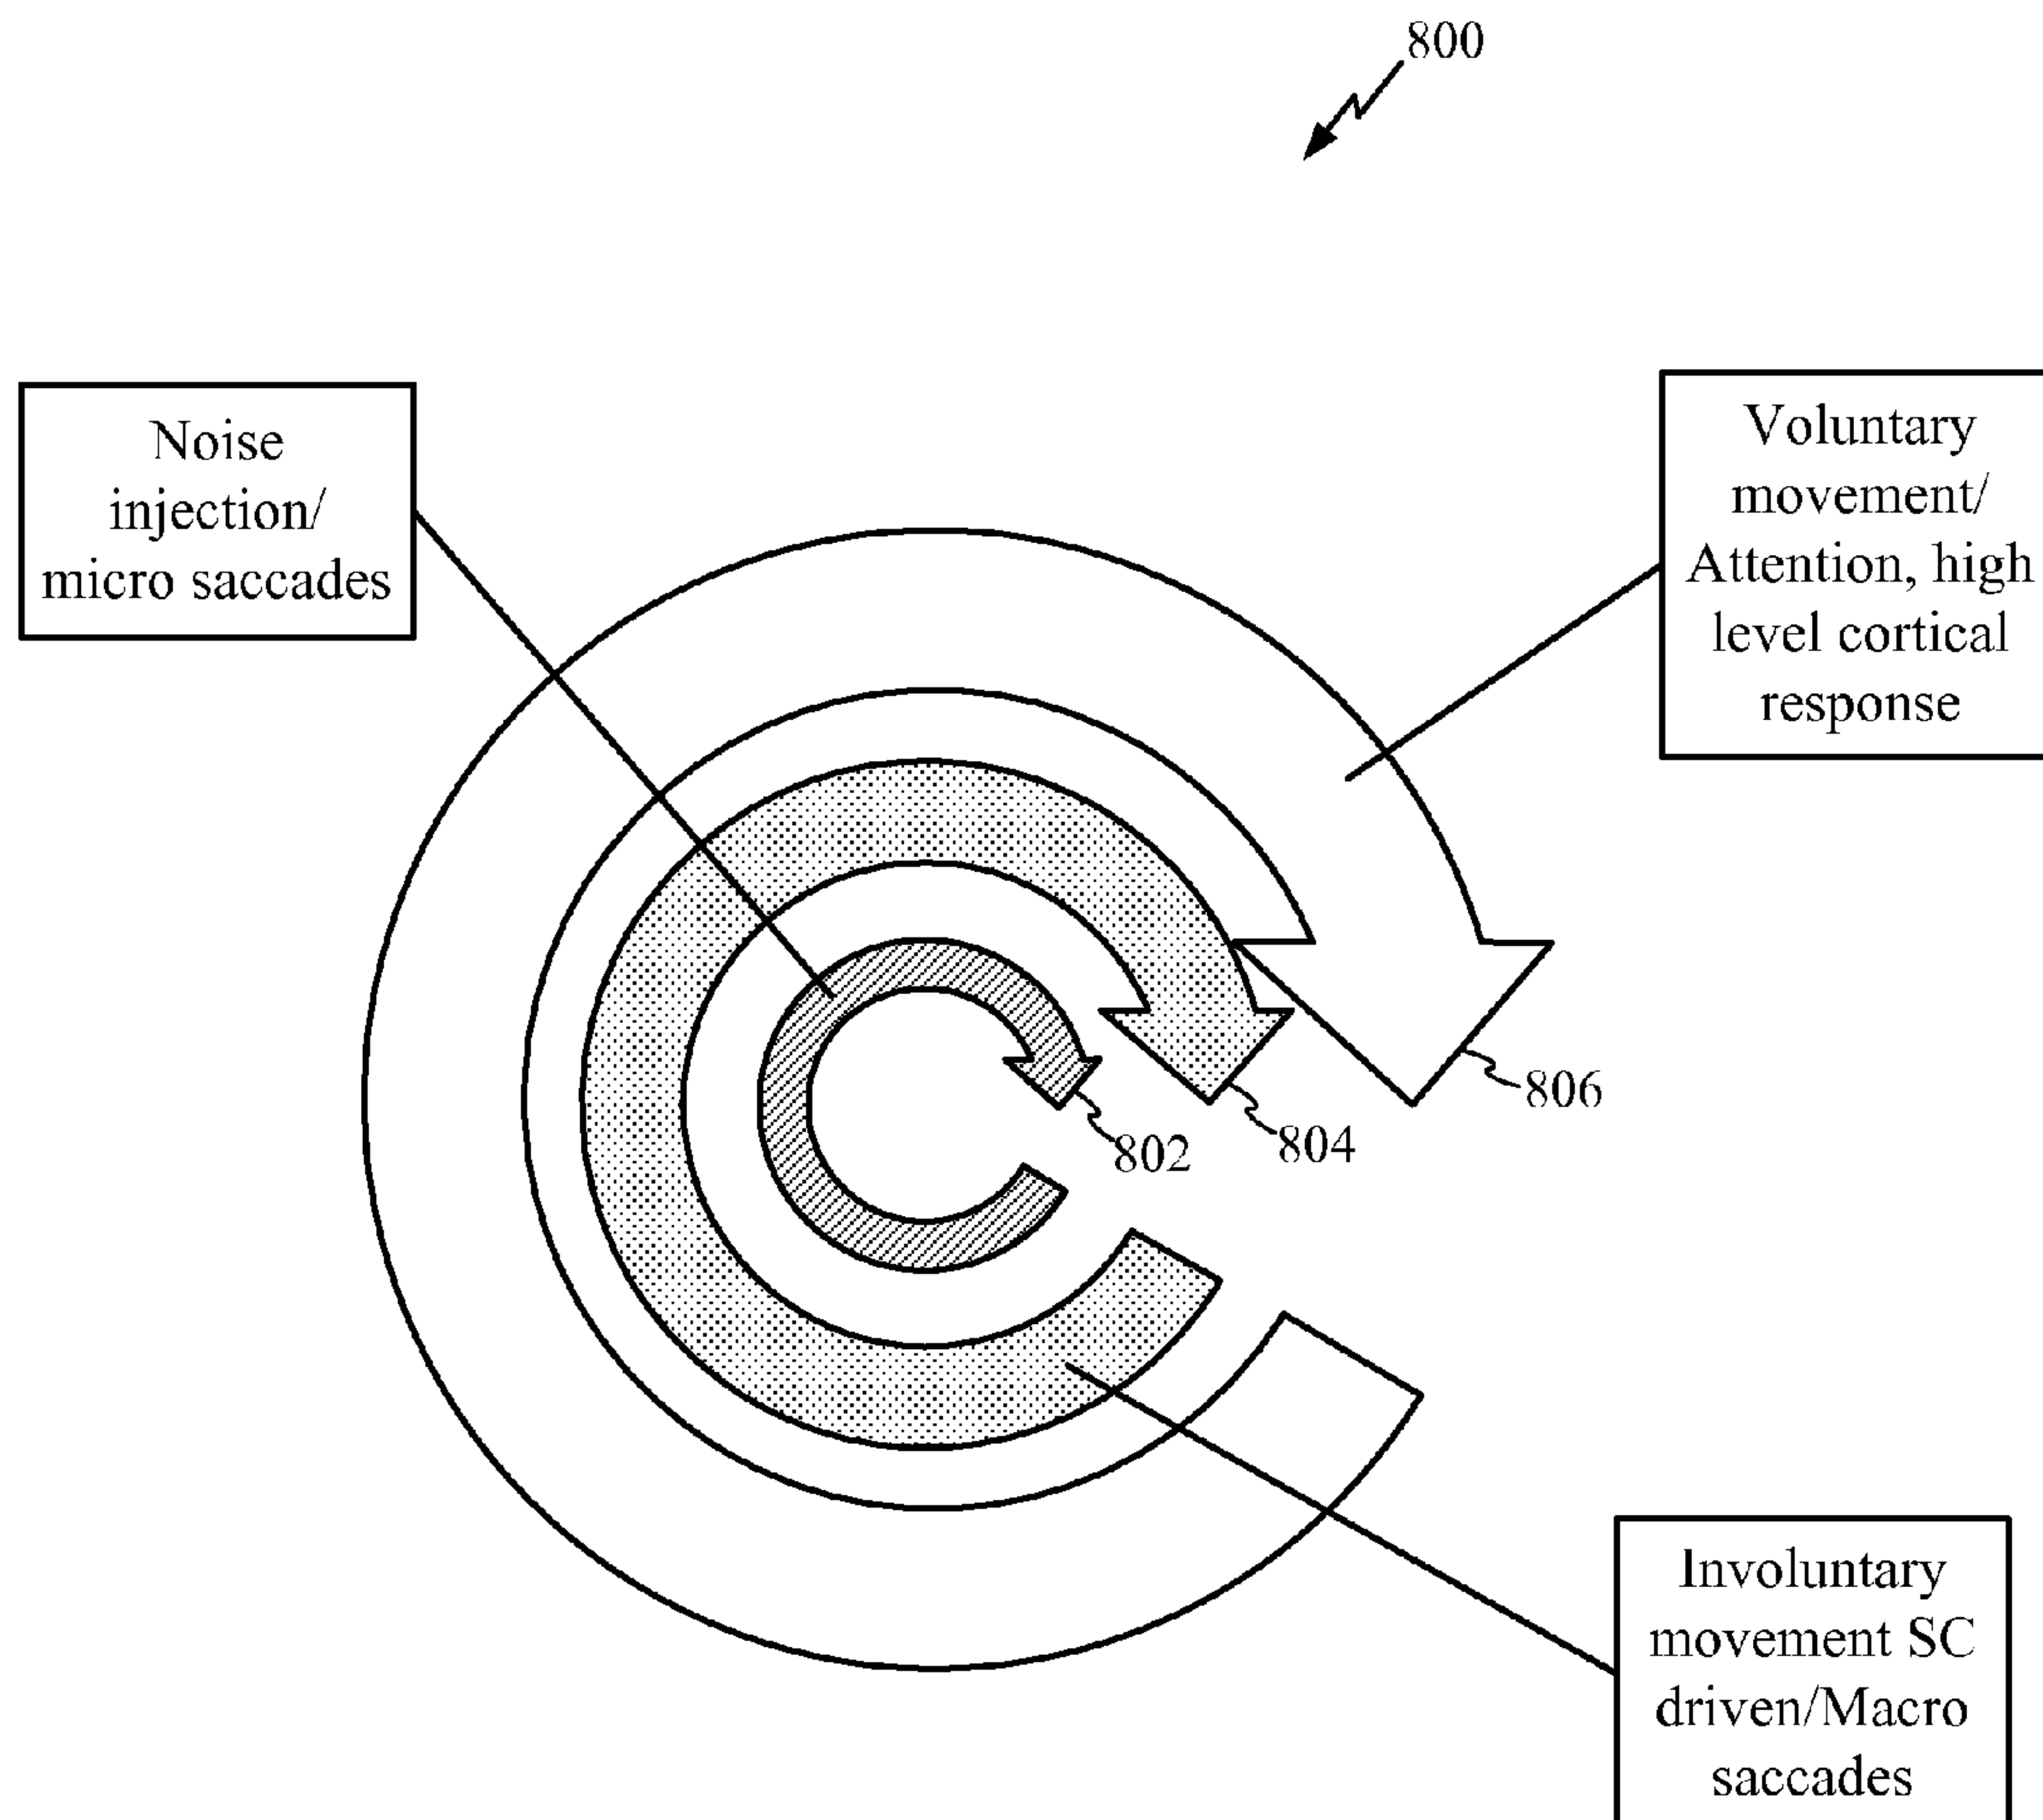 800
Noise
injection/
micro saccades
Voluntary
movement/
Attention, high
level cortical
response
806
804
802
Involuntary
movement SC
driven/Macro
saccades